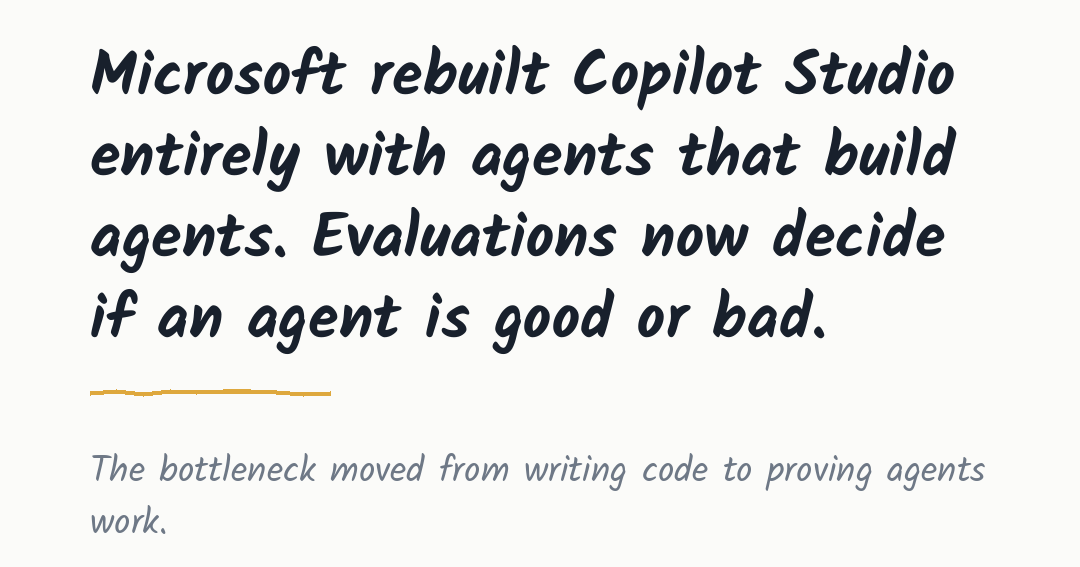 Microsoft rebuilt Copilot Studio
entirely with agents that build
agents. Evaluations now decide
if an agent is good or bad.
The bottleneck moved from writing code to proving agents
work.